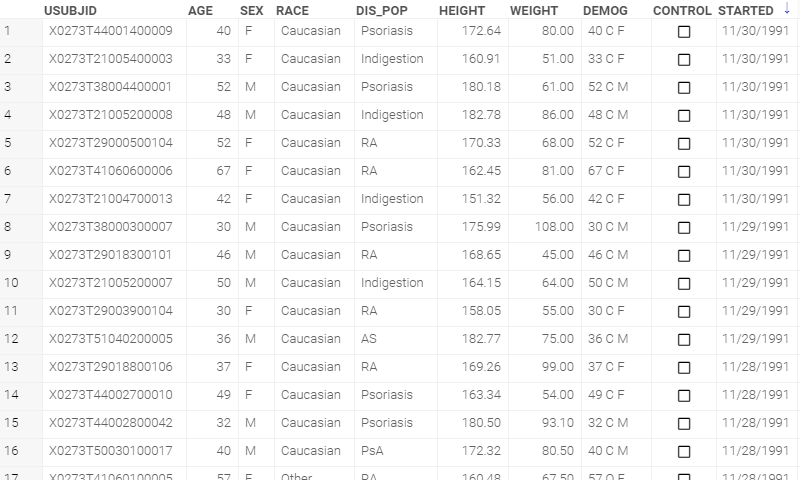 USUBJID AGE SEX RACE DIS_POP HEIGHT WEIGHT DEMOG CONTROL STARTED ↓
1 X0273T44001400009 40 F Caucasian Psoriasis 172.64 80.00 40 C F 11/30/1991
2 X0273T21005400003 33 F Caucasian Indigestion 160.91 51.00 33 C F 11/30/1991
3 X0273T38004400001 52 M Caucasian Psoriasis 180.18 61.00 52 C M 11/30/1991
4 X0273T21005200008 48 M Caucasian Indigestion 182.78 86.00 48 C M 11/30/1991
5 X0273T29000500104 52 F Caucasian RA 170.33 68.00 52 C F 11/30/1991
6 X0273T41060600006 67 F Caucasian RA 162.45 81.00 67 C F 11/30/1991
7 X0273T21004700013 42 F Caucasian Indigestion 151.32 56.00 42 C F 11/30/1991
8 X0273T38000300007 30 M Caucasian Psoriasis 175.99 108.00 30 C M 11/29/1991
9 X0273T29018300101 46 M Caucasian RA 168.65 45.00 46 C M 11/29/1991
10 X0273T21005200007 50 M Caucasian Indigestion 164.15 64.00 50 C M 11/29/1991
11 X0273T29003900104 30 F Caucasian RA 158.05 55.00 30 C F 11/29/1991
12 X0273T51040200005 36 M Caucasian AS 182.77 75.00 36 C M 11/29/1991
13 X0273T29018800106 37 F Caucasian RA 169.26 99.00 37 C F 11/28/1991
14 X0273T44002700010 49 F Caucasian Psoriasis 163.34 54.00 49 C F 11/28/1991
15 X0273T44002800042 32 M Caucasian Psoriasis 180.50 93.10 32 C M 11/28/1991
16 X0273T50030100017 40 M Caucasian PsA 172.32 80.50 40 C M 11/28/1991
17 X0273T41060100005 57 F Other RA 160.48 67.50 57 O F 11/28/1991